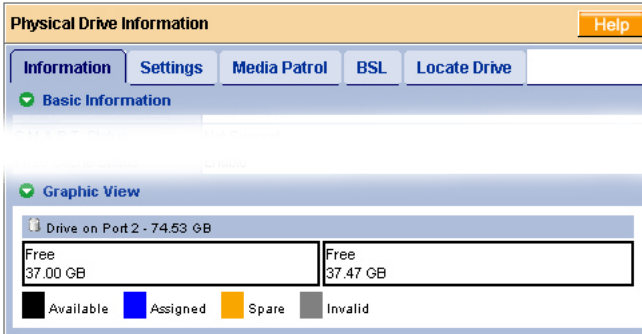 Physical Drive Information
Help
Information Settings Media Patrol BSL Locate Drive
Basic Information
Graphic View
Drive on Port 2 - 74.53 GB
Free Free
37.00 GB 37.47 GB
Available Assigned Spare Invalid